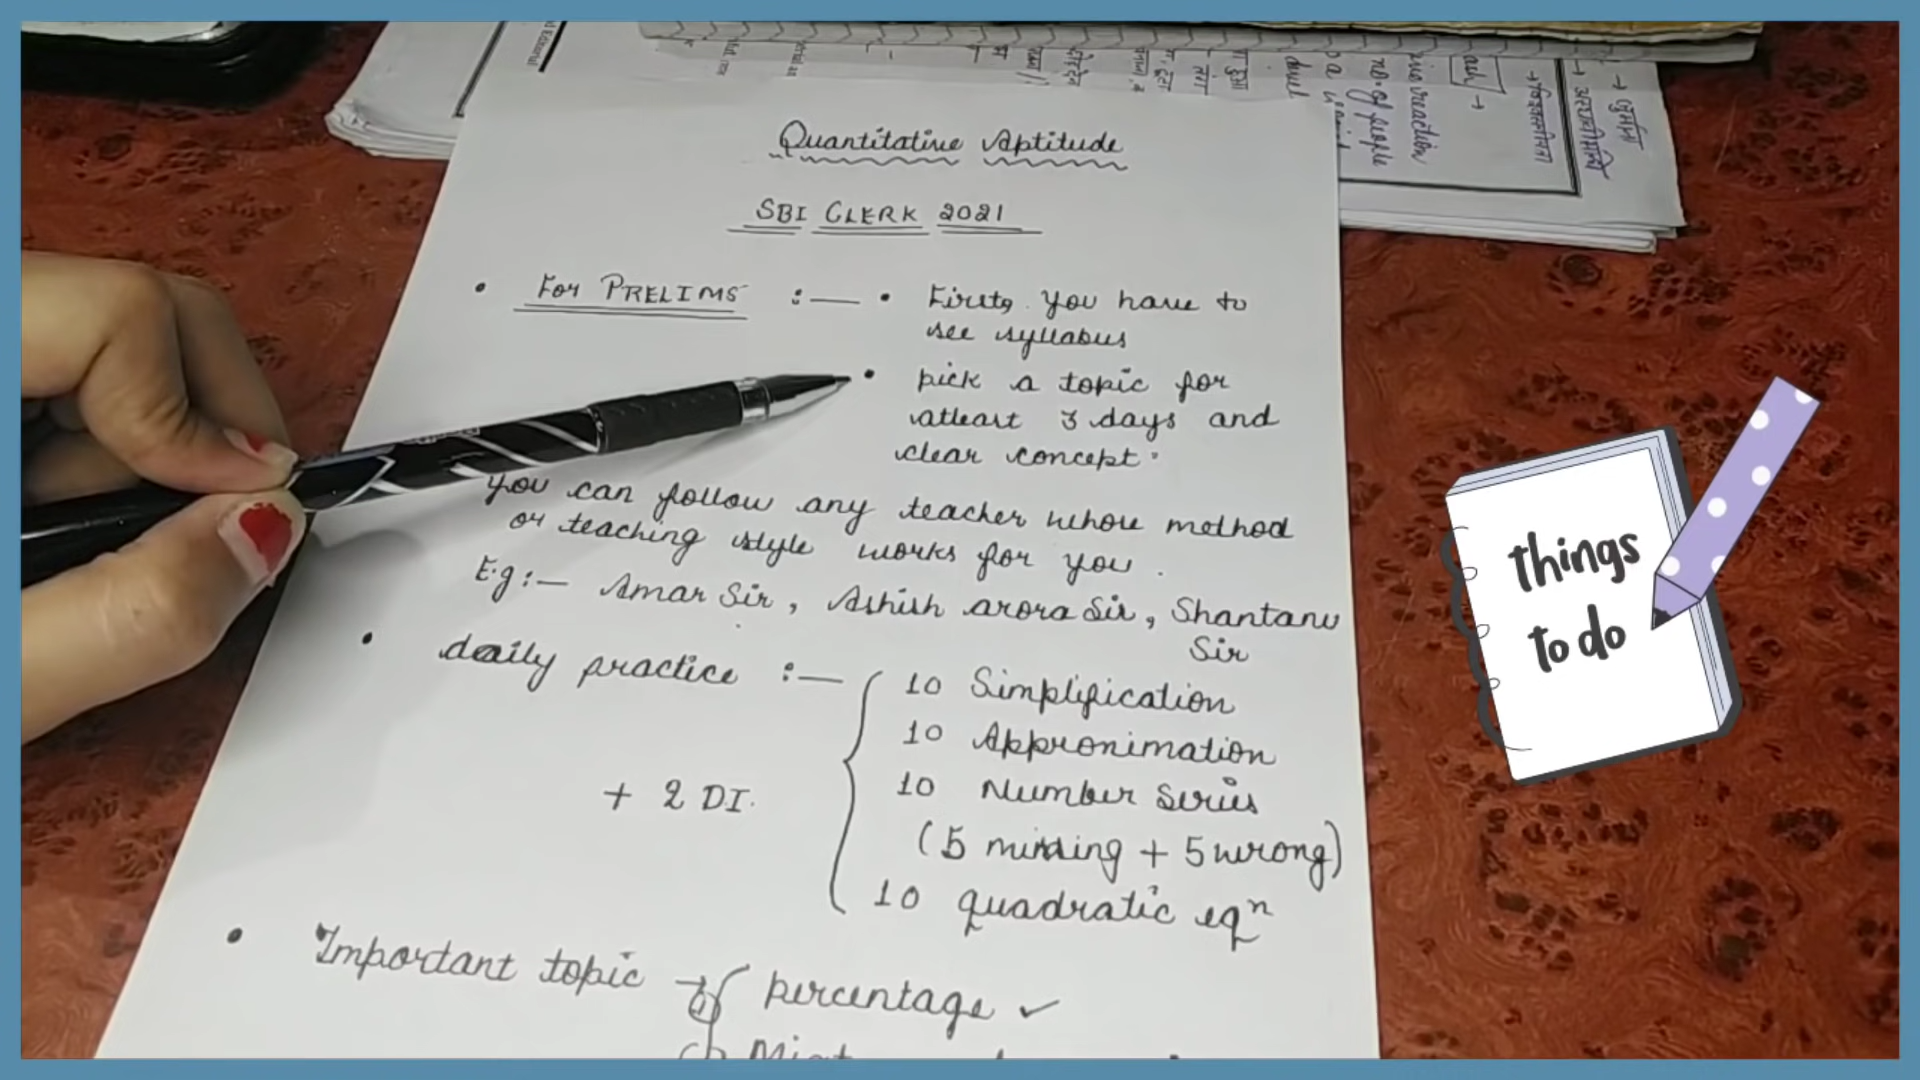 Quantitative Aptitude
SBI CLERK 2021
• For PRELIMS :— • Firstly you have to
see syllabus
• pick a topic for
atleast 3 days and
clear concept.
you can follow any teacher whose method
or teaching style works for you.
E.g :— Amar Sir, Ashish arora Sir, Shantanu
Sir
• daily practice :— 10 Simplification
10 Approximation
+ 2 DI. 10 Number Series
(5 missing + 5 wrong)
10 quadratic eqn
• Important topic → percentage ✓
things
to do
no. of people